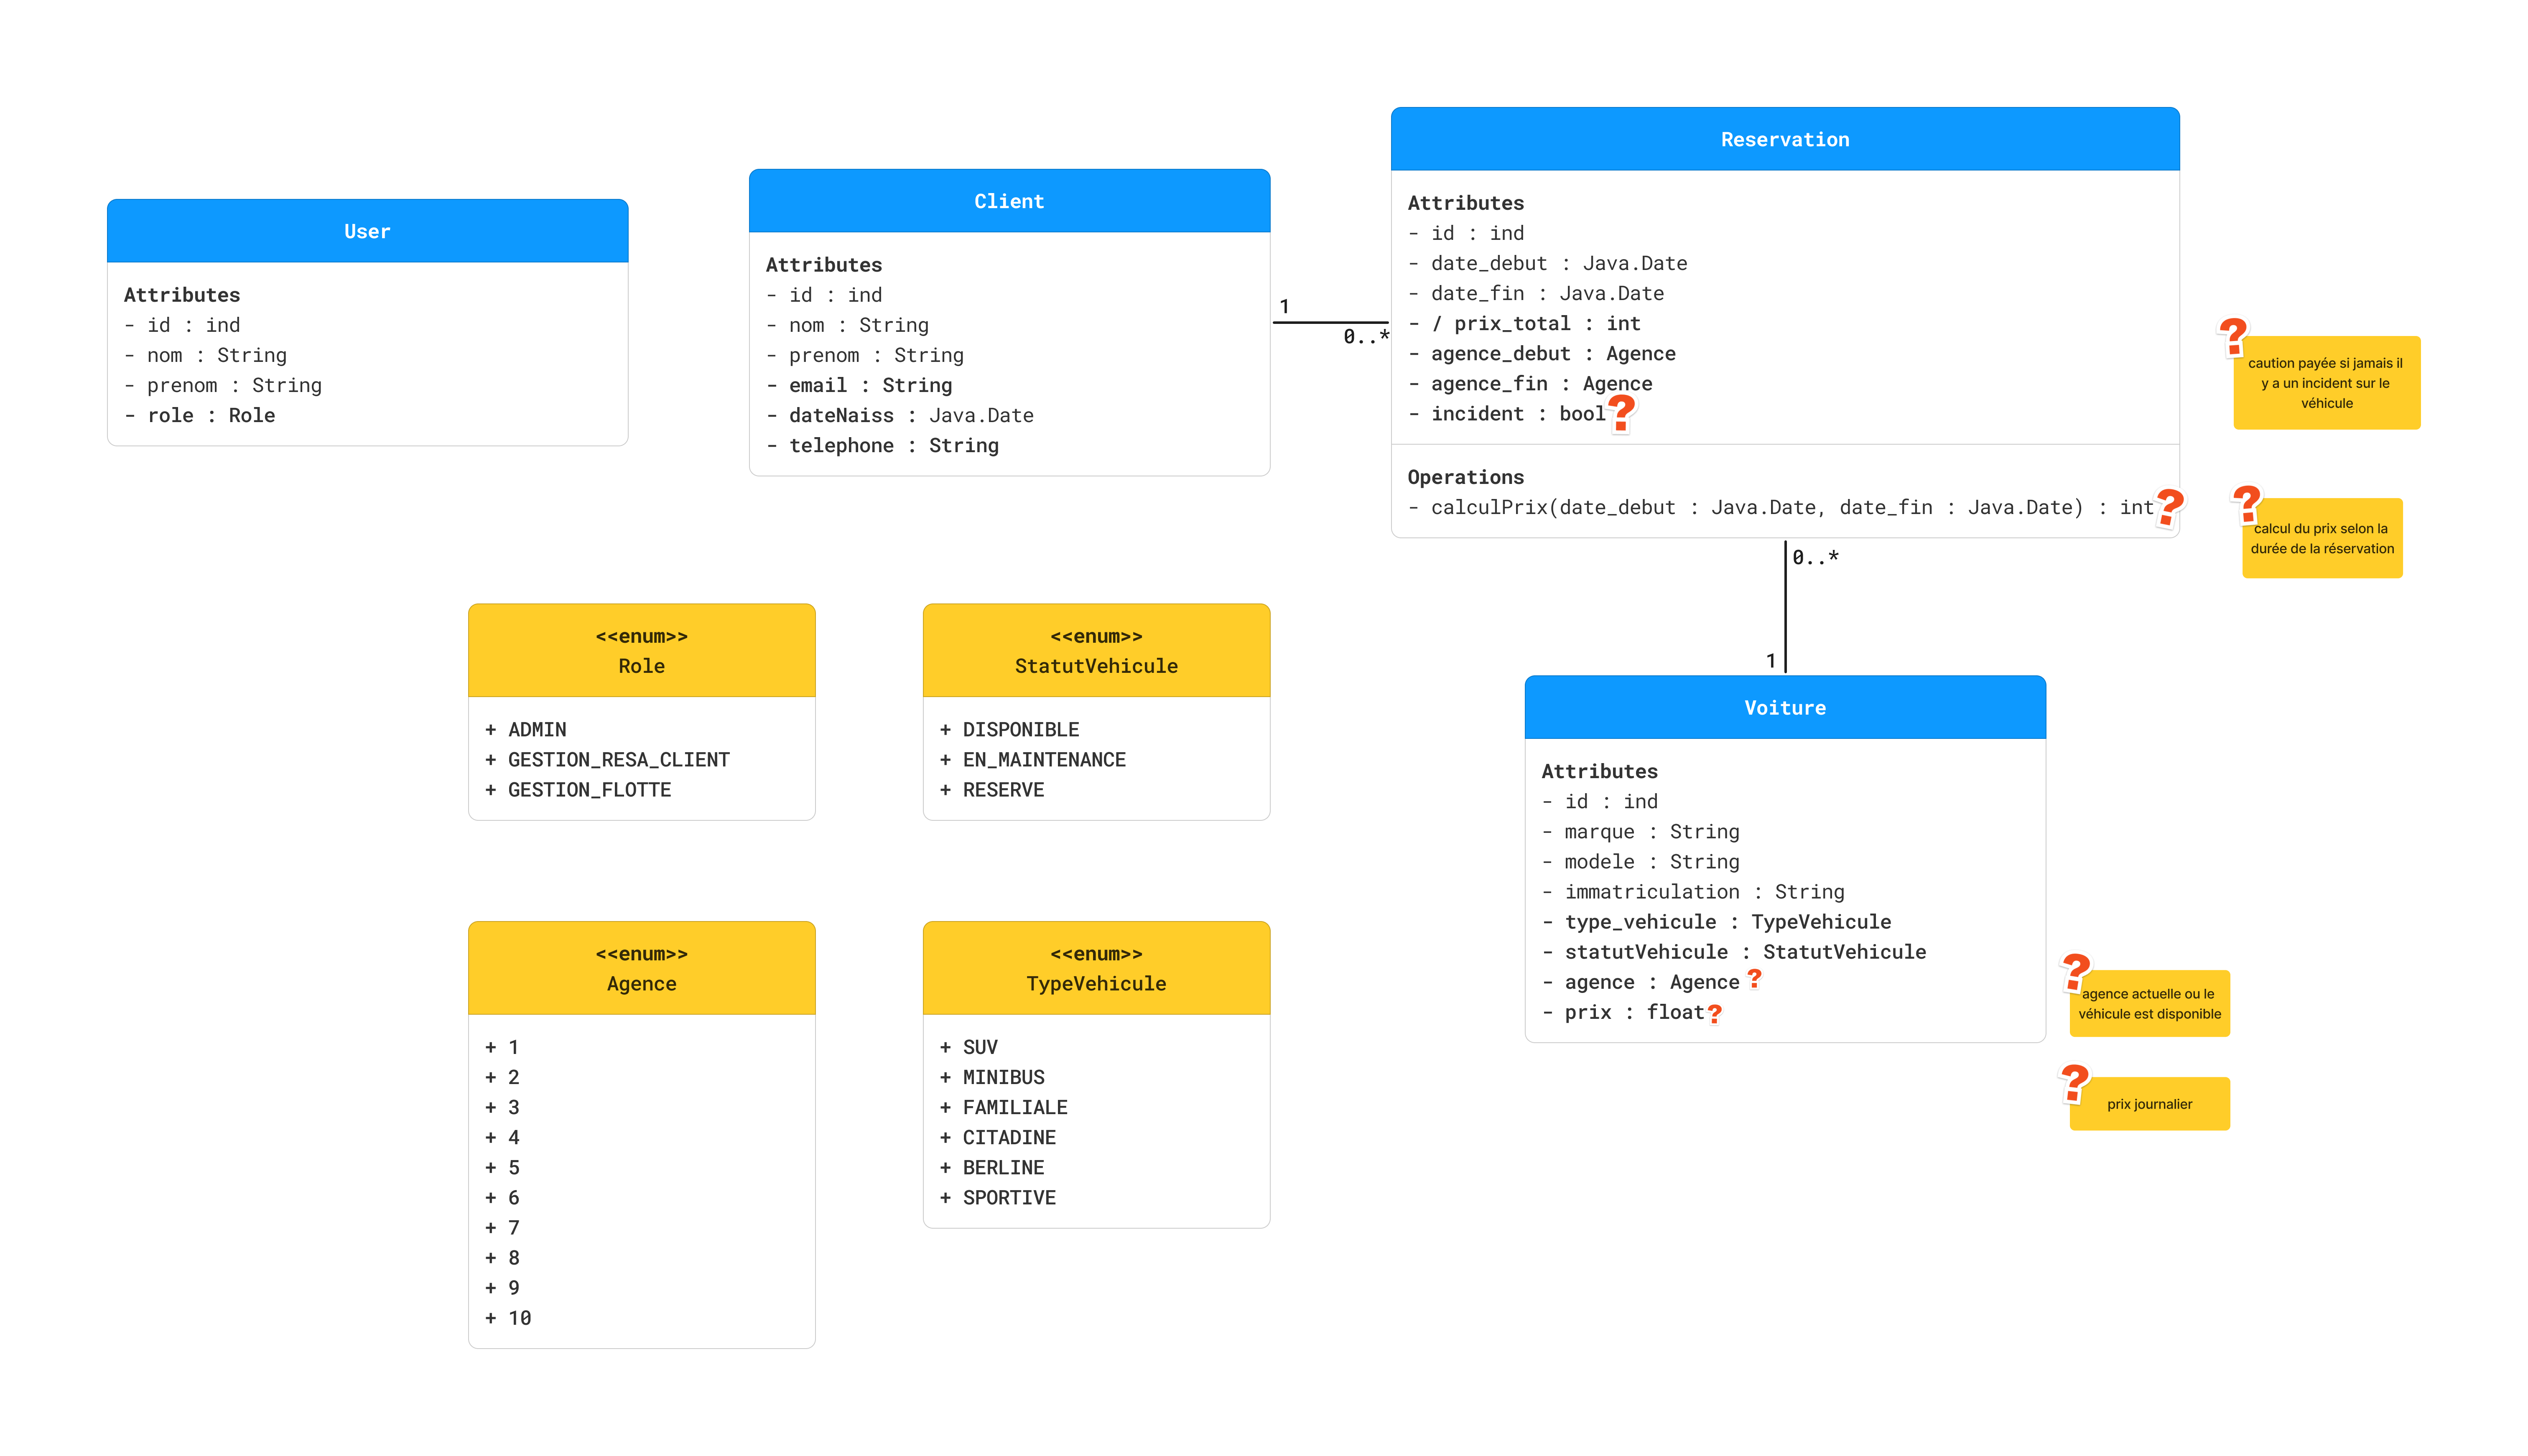 User
Attributes
- id : ind
- nom : String
- prenom : String
- role : Role
Client
Attributes
- id : ind
- nom : String
- prenom : String
- email : String
- dateNaiss : Java.Date
- telephone : String
1
0..*
Reservation
Attributes
- id : ind
- date_debut : Java.Date
- date_fin : Java.Date
- / prix_total : int
- agence_debut : Agence
- agence_fin : Agence
- incident : bool ?
Operations
- calculPrix(date_debut : Java.Date, date_fin : Java.Date) : int ?
?
caution payée si jamais il
y a un incident sur le
véhicule
?
calcul du prix selon la
durée de la réservation
0..*
1
<<enum>>
Role
+ ADMIN
+ GESTION_RESA_CLIENT
+ GESTION_FLOTTE
<<enum>>
StatutVehicule
+ DISPONIBLE
+ EN_MAINTENANCE
+ RESERVE
Voiture
Attributes
- id : ind
- marque : String
- modele : String
- immatriculation : String
- type_vehicule : TypeVehicule
- statutVehicule : StatutVehicule
- agence : Agence ?
- prix : float ?
?
agence actuelle ou le
véhicule est disponible
?
prix journalier
<<enum>>
Agence
+ 1
+ 2
+ 3
+ 4
+ 5
+ 6
+ 7
+ 8
+ 9
+ 10
<<enum>>
TypeVehicule
+ SUV
+ MINIBUS
+ FAMILIALE
+ CITADINE
+ BERLINE
+ SPORTIVE